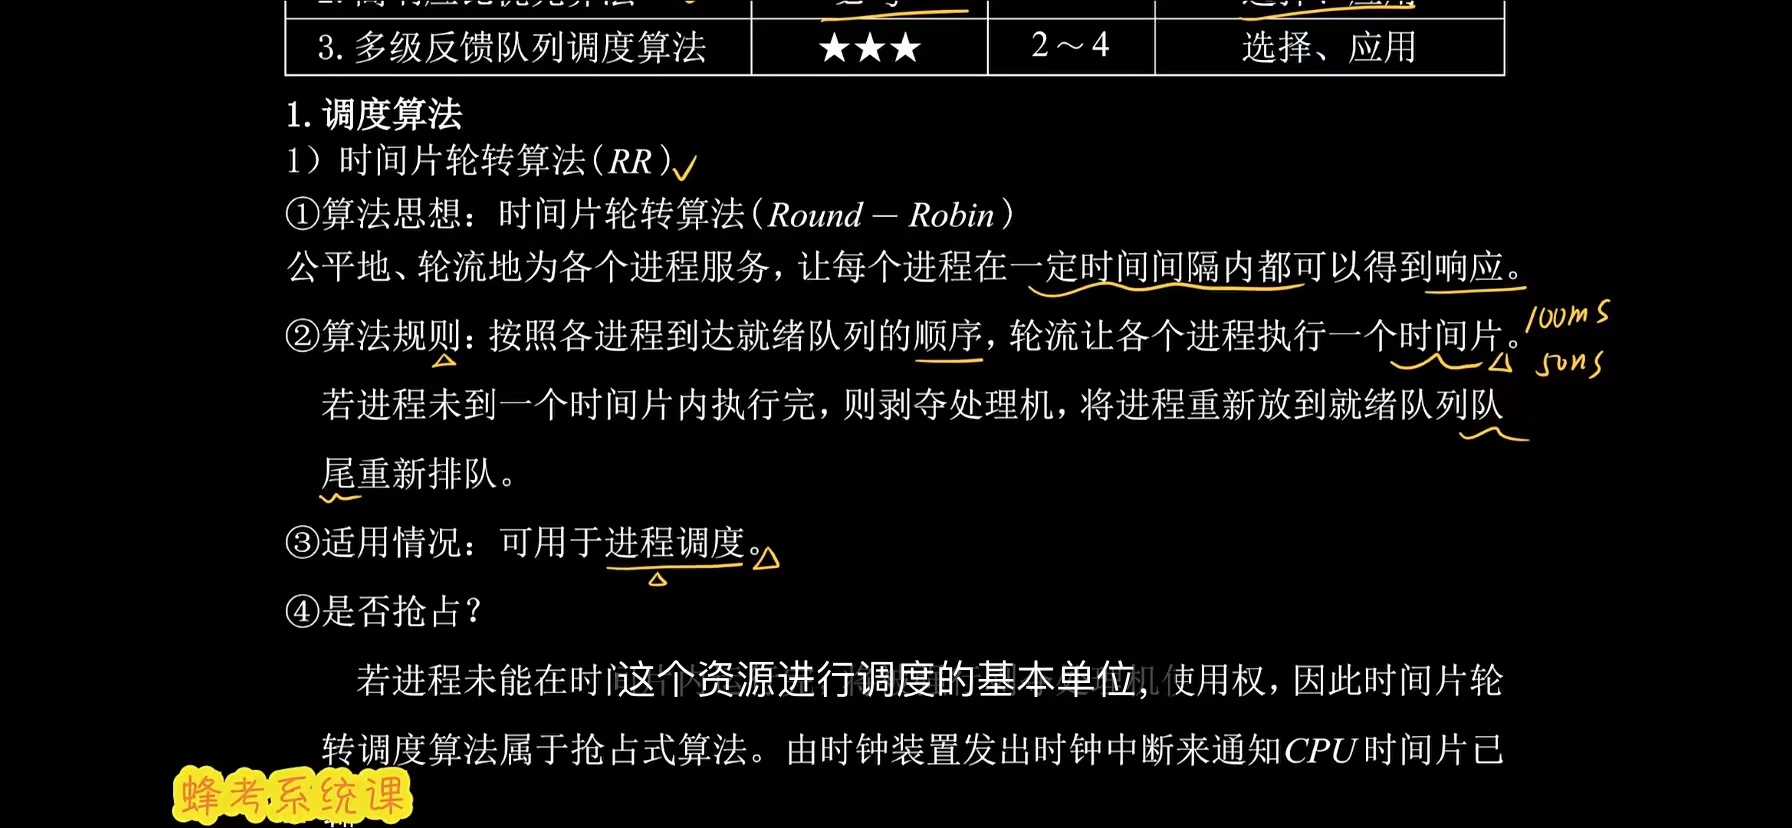 3. 多级反馈队列调度算法 ★★★ 2～4 选择、应用
1. 调度算法
1）时间片轮转算法(RR)
①算法思想：时间片轮转算法(Round－Robin)
公平地、轮流地为各个进程服务，让每个进程在一定时间间隔内都可以得到响应。
②算法规则：按照各进程到达就绪队列的顺序，轮流让各个进程执行一个时间片。
100ms
50ns
若进程未到一个时间片内执行完，则剥夺处理机，将进程重新放到就绪队列队
尾重新排队。
③适用情况：可用于进程调度。
④是否抢占？
若进程未能在时
这个资源进行调度的基本单位,
使用权，因此时间片轮
转调度算法属于抢占式算法。由时钟装置发出时钟中断来通知CPU时间片已
蜂考系统课